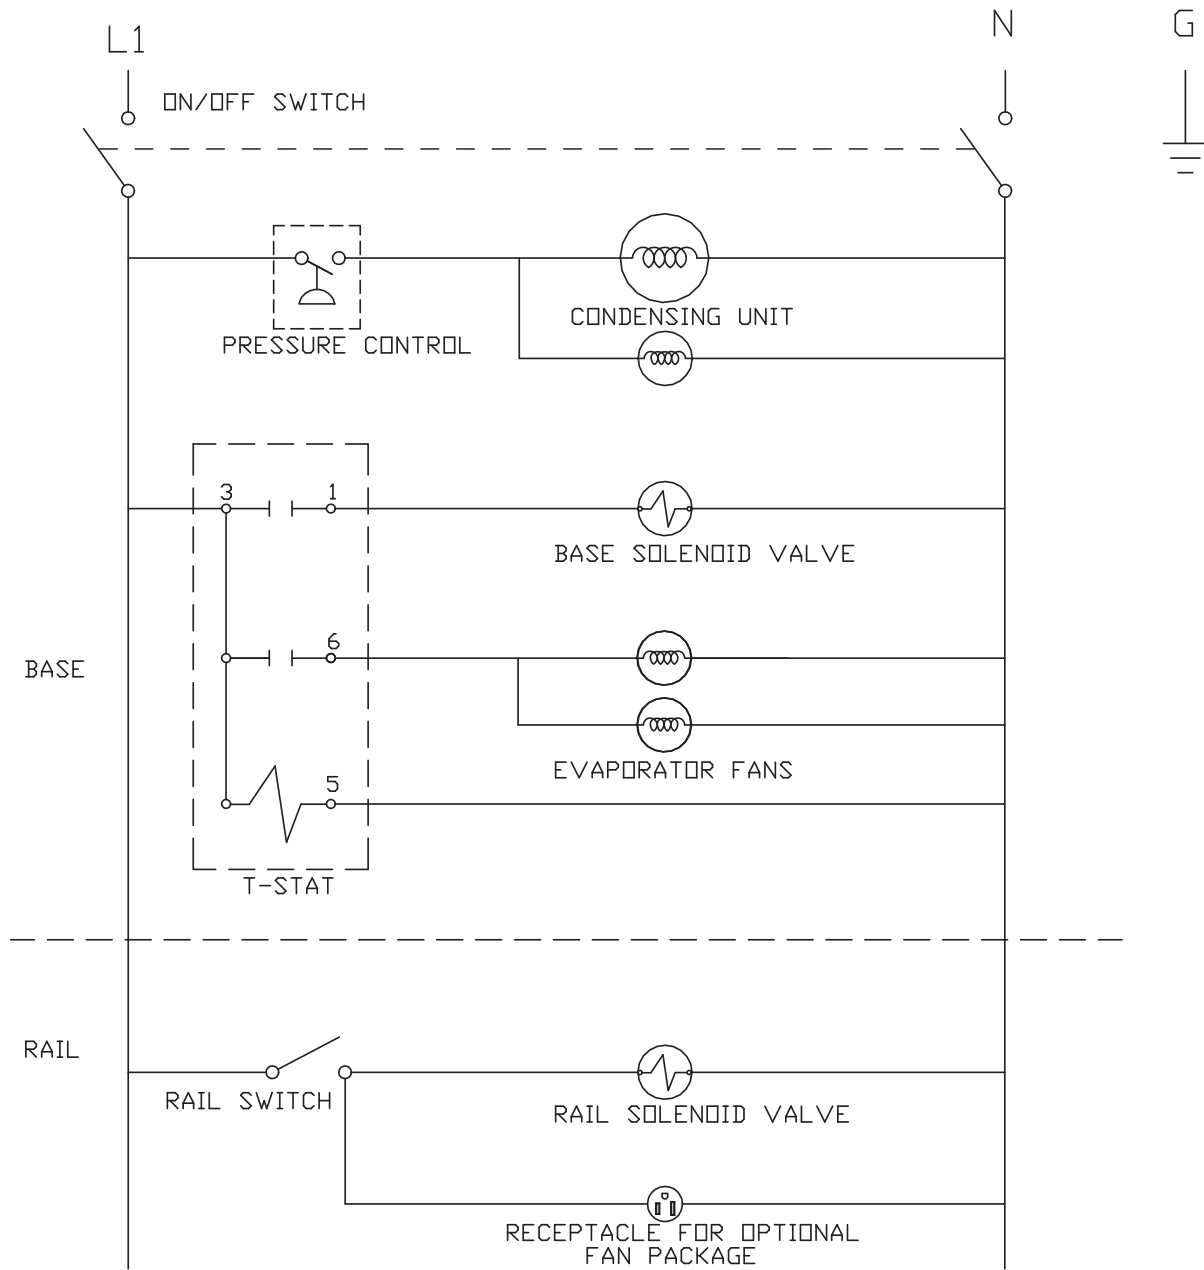 L1
N
G
ON/OFF SWITCH
CONDENSING UNIT
PRESSURE CONTROL
3
1
BASE SOLENOID VALVE
6
BASE
EVAPORATOR FANS
5
T-STAT
RAIL
RAIL SWITCH
RAIL SOLENOID VALVE
RECEPTACLE FOR OPTIONAL
FAN PACKAGE